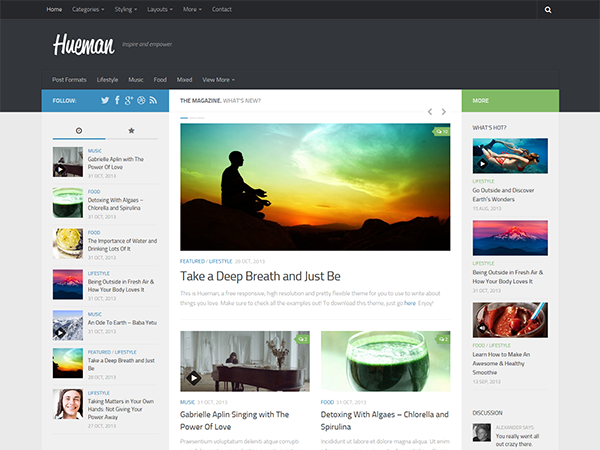 Home Categories Styling Layouts More Contact
Hueman Inspire and empower
Post Formats Lifestyle Music Food Mixed View More
FOLLOW:
MUSIC
Gabrielle Aplin with The
Power Of Love
31 OCT, 2013
FOOD
Detoxing With Algaes –
Chlorella and Spirulina
31 OCT, 2013
FOOD
The Importance of Water and
Drinking Lots Of It
31 OCT, 2013
LIFESTYLE
Being Outside in Fresh Air &
How Your Body Loves It
31 OCT, 2013
MUSIC
An Ode To Earth – Baba Yetu
31 OCT, 2013
FEATURED / LIFESTYLE
Take a Deep Breath and Just
Be
28 OCT, 2013
LIFESTYLE
Taking Matters in Your Own
Hands: Not Giving Your
Power Away
27 OCT, 2013
THE MAGAZINE. WHAT'S NEW?
10
FEATURED / LIFESTYLE 28 OCT, 2013
Take a Deep Breath and Just Be
This is Hueman, a free responsive, high resolution and pretty flexible theme for you to use to write about
things you love. Make sure to check all the examples out! To download this theme, just go here. Enjoy!
MUSIC 31 OCT, 2013
Gabrielle Aplin Singing with The
Power Of Love
Praesentium voluptatum deleniti atque corrupti
FOOD 31 OCT, 2013
Detoxing With Algaes – Chlorella and
Spirulina
Incididunt ut labore et dolore magna aliqua. Ut enim
MORE
WHAT'S HOT?
LIFESTYLE
Go Outside and Discover
Earth's Wonders
15 AUG, 2013
LIFESTYLE
Being Outside in Fresh Air &
How Your Body Loves It
31 OCT, 2013
FOOD / LIFESTYLE
Learn How to Make An
Awesome & Healthy
Smoothie
13 SEP, 2013
DISCUSSION
ALEXANDER SAYS:
You really went all
out crazy there.